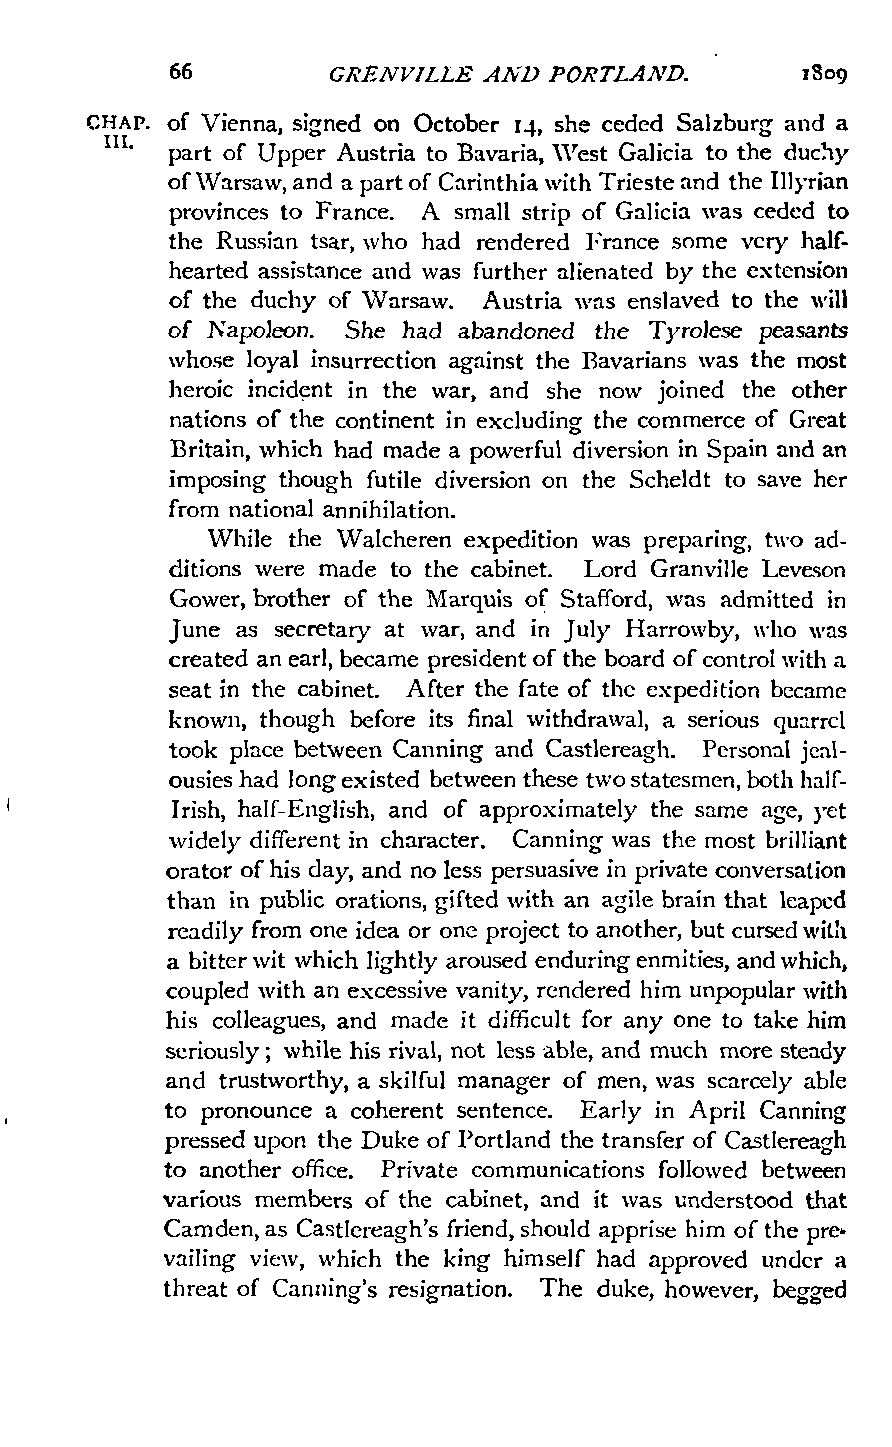 66 GRENVILLE AND PORTLAND. 1809
CHAP. III.
of Vienna, signed on October 14, she ceded Salzburg and a
part of Upper Austria to Bavaria, West Galicia to the duchy
of Warsaw, and a part of Carinthia with Trieste and the Illyrian
provinces to France. A small strip of Galicia was ceded to
the Russian tsar, who had rendered France some very half-
hearted assistance and was further alienated by the extension
of the duchy of Warsaw. Austria was enslaved to the will
of Napoleon. She had abandoned the Tyrolese peasants
whose loyal insurrection against the Bavarians was the most
heroic incident in the war, and she now joined the other
nations of the continent in excluding the commerce of Great
Britain, which had made a powerful diversion in Spain and an
imposing though futile diversion on the Scheldt to save her
from national annihilation.
While the Walcheren expedition was preparing, two ad-
ditions were made to the cabinet. Lord Granville Leveson
Gower, brother of the Marquis of Stafford, was admitted in
June as secretary at war, and in July Harrowby, who was
created an earl, became president of the board of control with a
seat in the cabinet. After the fate of the expedition became
known, though before its final withdrawal, a serious quarrel
took place between Canning and Castlereagh. Personal jeal-
ousies had long existed between these two statesmen, both half-
Irish, half-English, and of approximately the same age, yet
widely different in character. Canning was the most brilliant
orator of his day, and no less persuasive in private conversation
than in public orations, gifted with an agile brain that leaped
readily from one idea or one project to another, but cursed with
a bitter wit which lightly aroused enduring enmities, and which,
coupled with an excessive vanity, rendered him unpopular with
his colleagues, and made it difficult for any one to take him
seriously; while his rival, not less able, and much more steady
and trustworthy, a skilful manager of men, was scarcely able
to pronounce a coherent sentence. Early in April Canning
pressed upon the Duke of Portland the transfer of Castlereagh
to another office. Private communications followed between
various members of the cabinet, and it was understood that
Camden, as Castlereagh's friend, should apprise him of the pre-
vailing view, which the king himself had approved under a
threat of Canning's resignation. The duke, however, begged